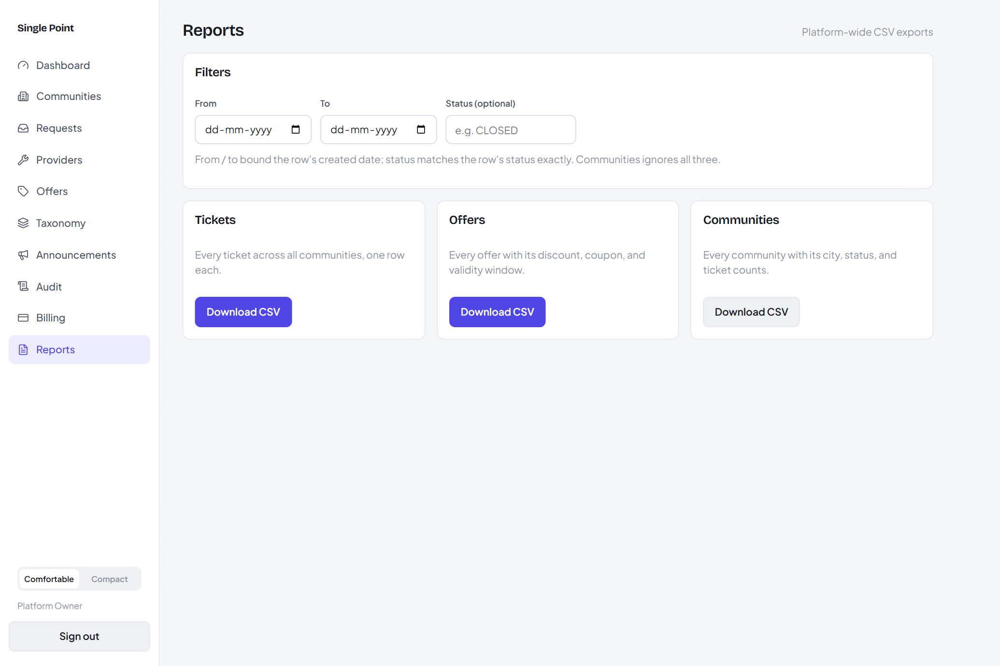 Single Point
Dashboard
Communities
Requests
Providers
Offers
Taxonomy
Announcements
Audit
Billing
Reports
Comfortable
Compact
Platform Owner
Sign out
Reports
Platform-wide CSV exports
Filters
From
To
Status (optional)
dd-mm-yyyy
dd-mm-yyyy
e.g. CLOSED
From / to bound the row's created date; status matches the row's status exactly. Communities ignores all three.
Tickets
Every ticket across all communities, one row
each.
Download CSV
Offers
Every offer with its discount, coupon, and
validity window.
Download CSV
Communities
Every community with its city, status, and
ticket counts.
Download CSV